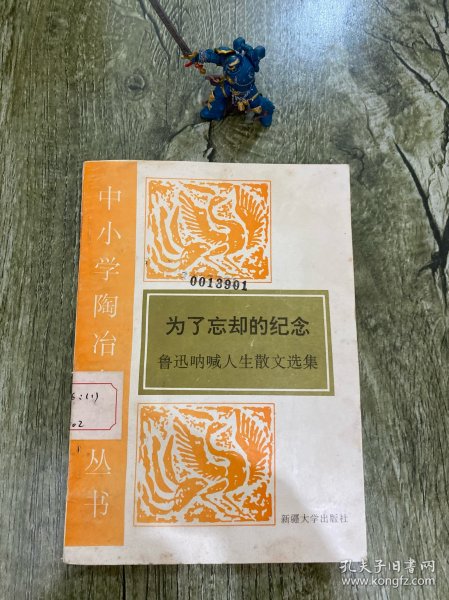 中小学陶冶
丛书
0013901
为了忘却的纪念
鲁迅呐喊人生散文选集
新疆大学出版社
孔夫子旧书网
www.kongfz.com